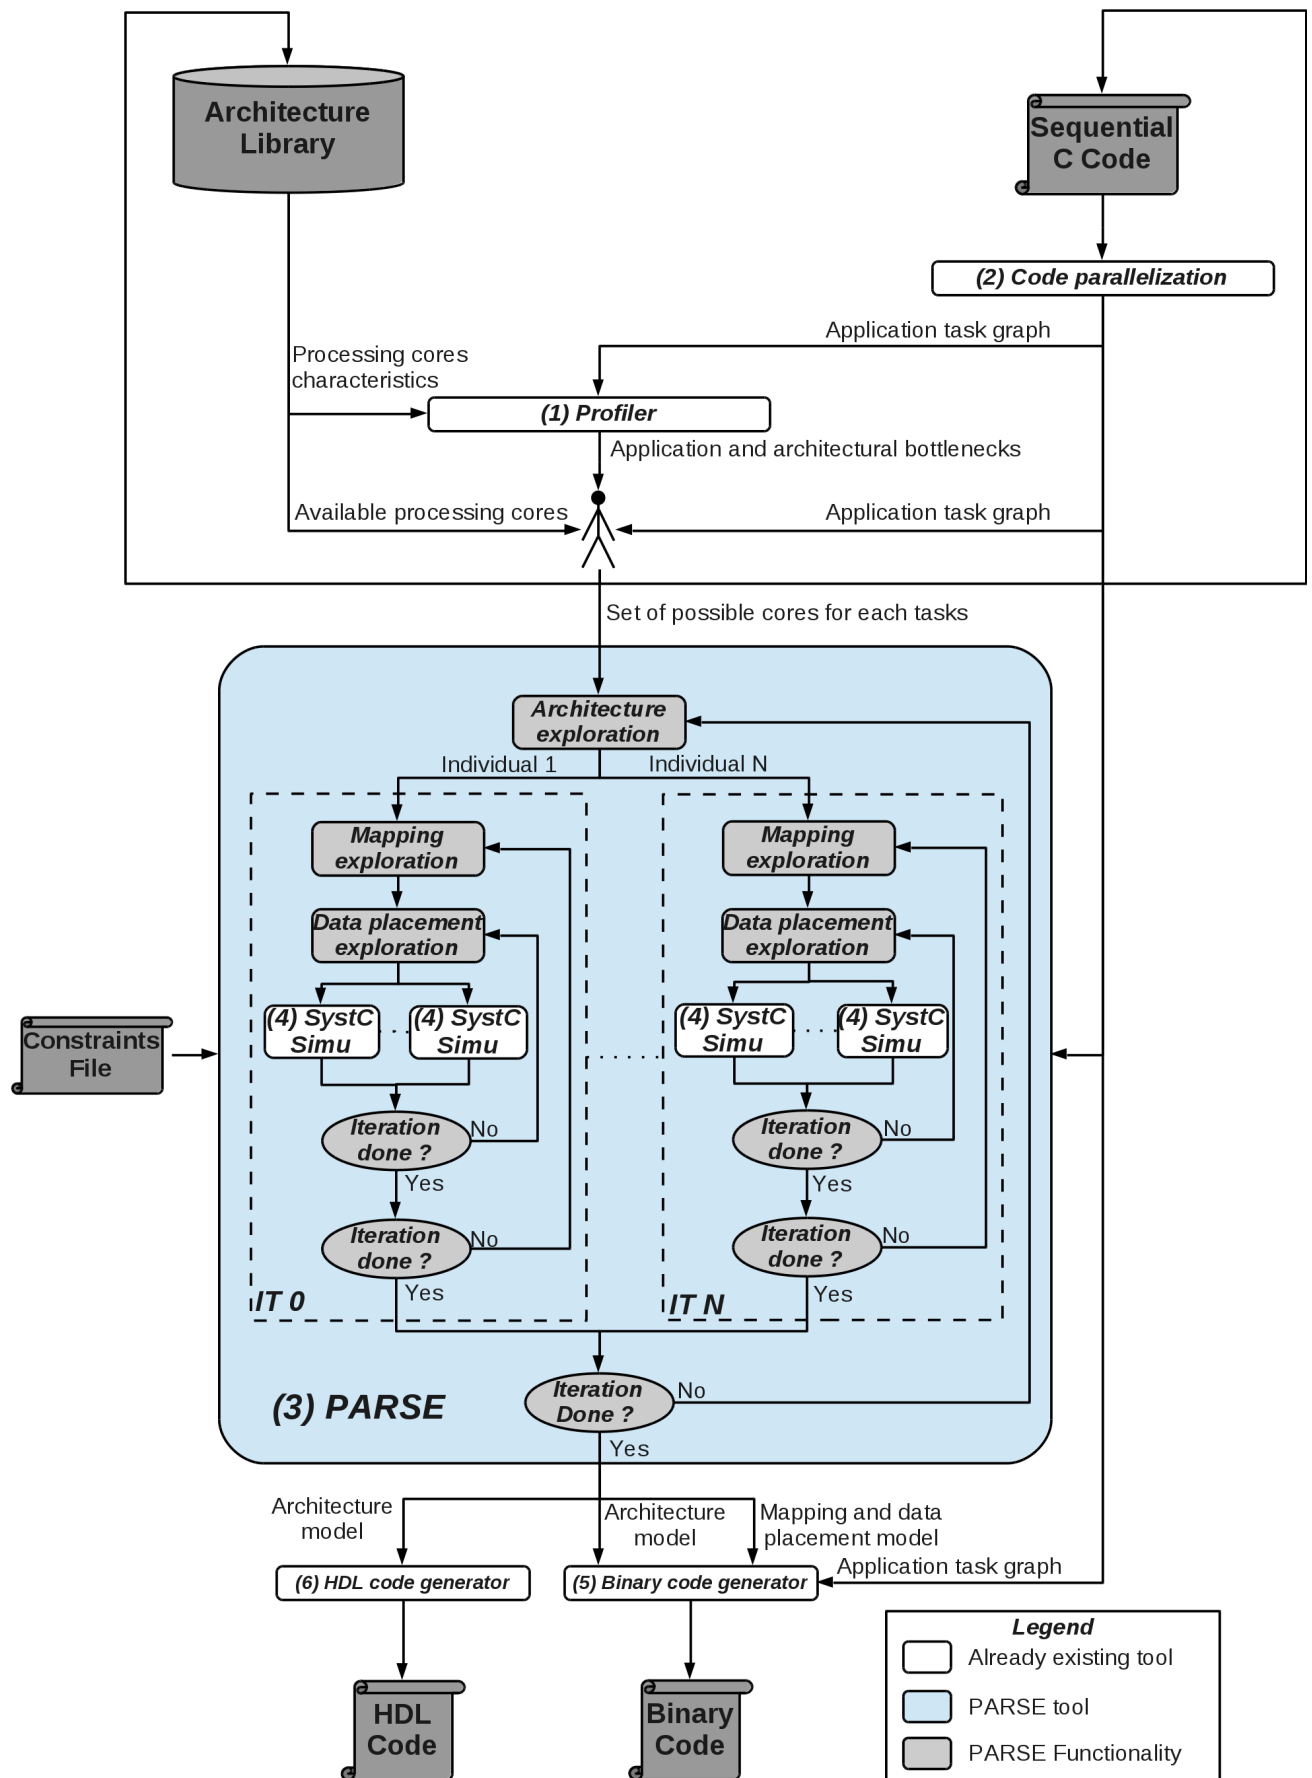 Architecture
Library
Sequential
C Code
(2) Code parallelization
Application task graph
Processing cores
characteristics
(1) Profiler
Application and architectural bottlenecks
Available processing cores
Application task graph
Set of possible cores for each tasks
Architecture
exploration
Individual 1
Individual N
Mapping
exploration
Mapping
exploration
Data placement
exploration
Data placement
exploration
(4) SystC
Simu
. .
(4) SystC
Simu
(4) SystC
Simu
. . . .
(4) SystC
Simu
Constraints
File
. . . . . .
Iteration
done ?
No
Iteration
done ?
No
Yes
Yes
Iteration
done ?
No
Iteration
done ?
No
Yes
Yes
IT 0
IT N
(3) PARSE
Iteration
Done ?
No
Yes
Architecture
model
Architecture
model
Mapping and data
placement model
Application task graph
(6) HDL code generator
(5) Binary code generator
Legend
Already existing tool
PARSE tool
PARSE Functionality
HDL
Code
Binary
Code